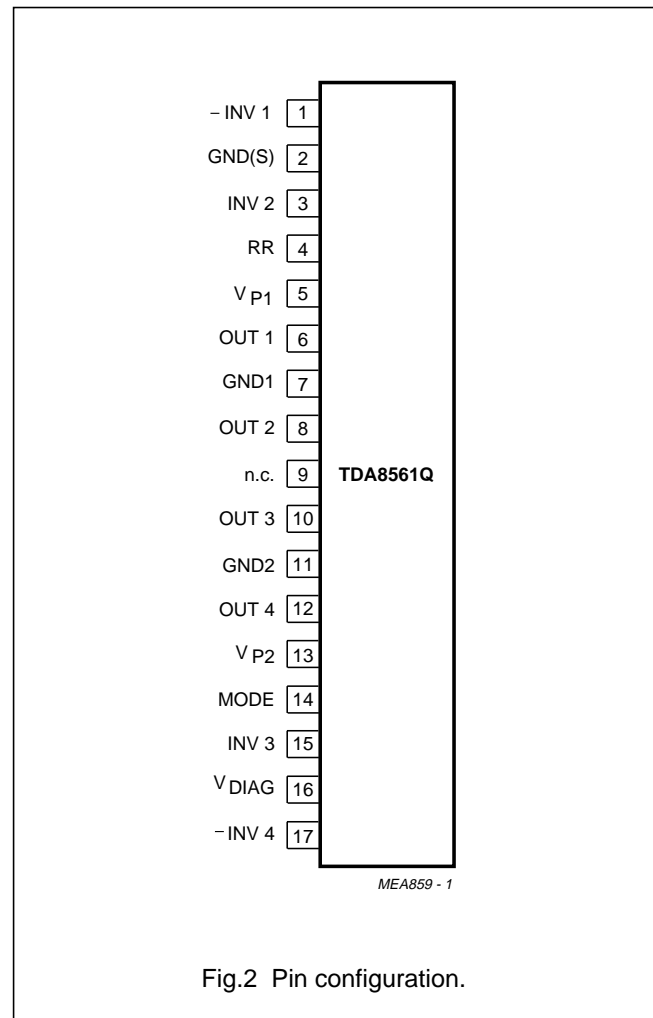 – INV 1 1
GND(S) 2
INV 2 3
RR 4
V P1 5
OUT 1 6
GND1 7
OUT 2 8
n.c. 9 TDA8561Q
OUT 3 10
GND2 11
OUT 4 12
V P2 13
MODE 14
INV 3 15
V DIAG 16
– INV 4 17
MEA859 - 1
Fig.2 Pin configuration.